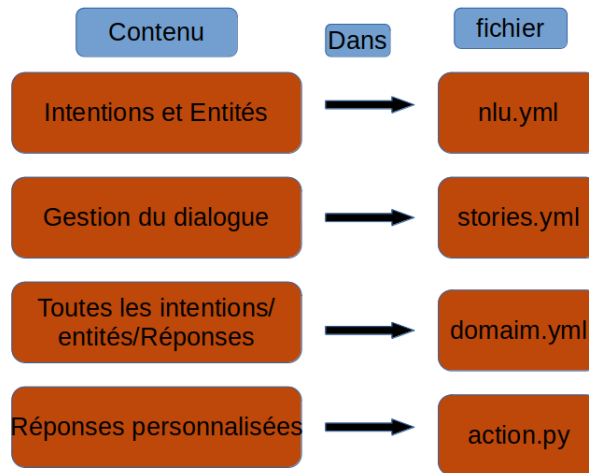 Contenu Dans fichier
Intentions et Entités nlu.yml
Gestion du dialogue stories.yml
Toutes les intentions/
entités/Réponses domaim.yml
Réponses personnalisées action.py